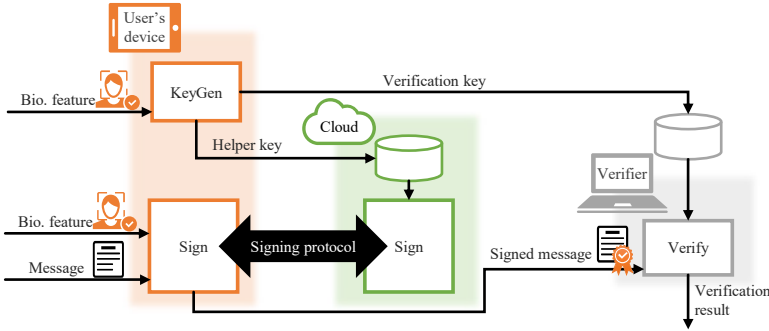 User's
device
Bio. feature
KeyGen
Verification key
Cloud
Helper key
Verifier
Bio. feature
Sign
Signing protocol
Sign
Message
Signed message
Verify
Verification
result